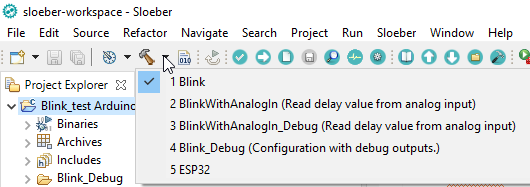 sloeber-workspace - Sloeber
File Edit Source Refactor Navigate Search Project Run Sloeber Window Help
010
Project Explorer
1 Blink
2 BlinkWithAnalogIn (Read delay value from analog input)
3 BlinkWithAnalogIn_Debug (Read delay value from analog input)
4 Blink_Debug (Configuration with debug outputs.)
5 ESP32
Blink_test Arduino
Binaries
Archives
Includes
Blink_Debug